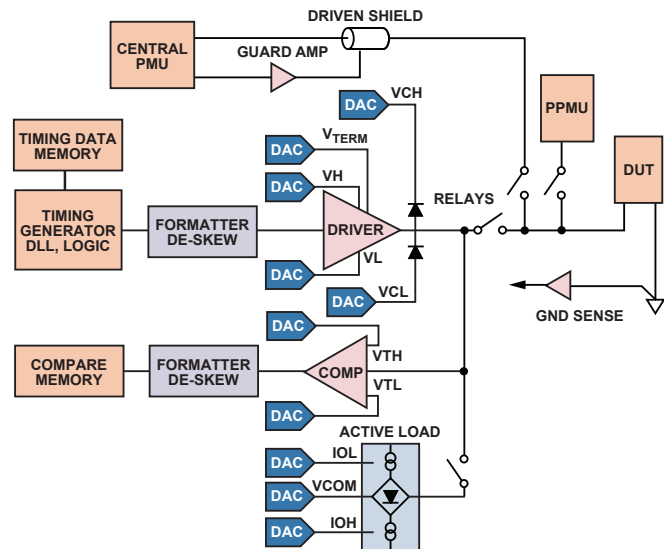 DRIVEN SHIELD
CENTRAL
PMU
GUARD AMP
DAC
VCH
PPMU
TIMING DATA
MEMORY
DAC
VTERM
DAC
VH
RELAYS
DUT
TIMING
GENERATOR
DLL, LOGIC
FORMATTER
DE-SKEW
DRIVER
DAC
VL
DAC
VCL
GND SENSE
DAC
VTH
COMPARE
MEMORY
FORMATTER
DE-SKEW
COMP
VTL
DAC
ACTIVE LOAD
DAC
IOL
DAC
VCOM
DAC
IOH